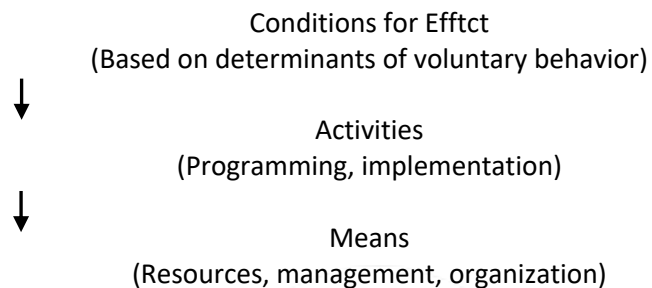 Conditions for Efftct
(Based on determinants of voluntary behavior)
Activities
(Programming, implementation)
Means
(Resources, management, organization)